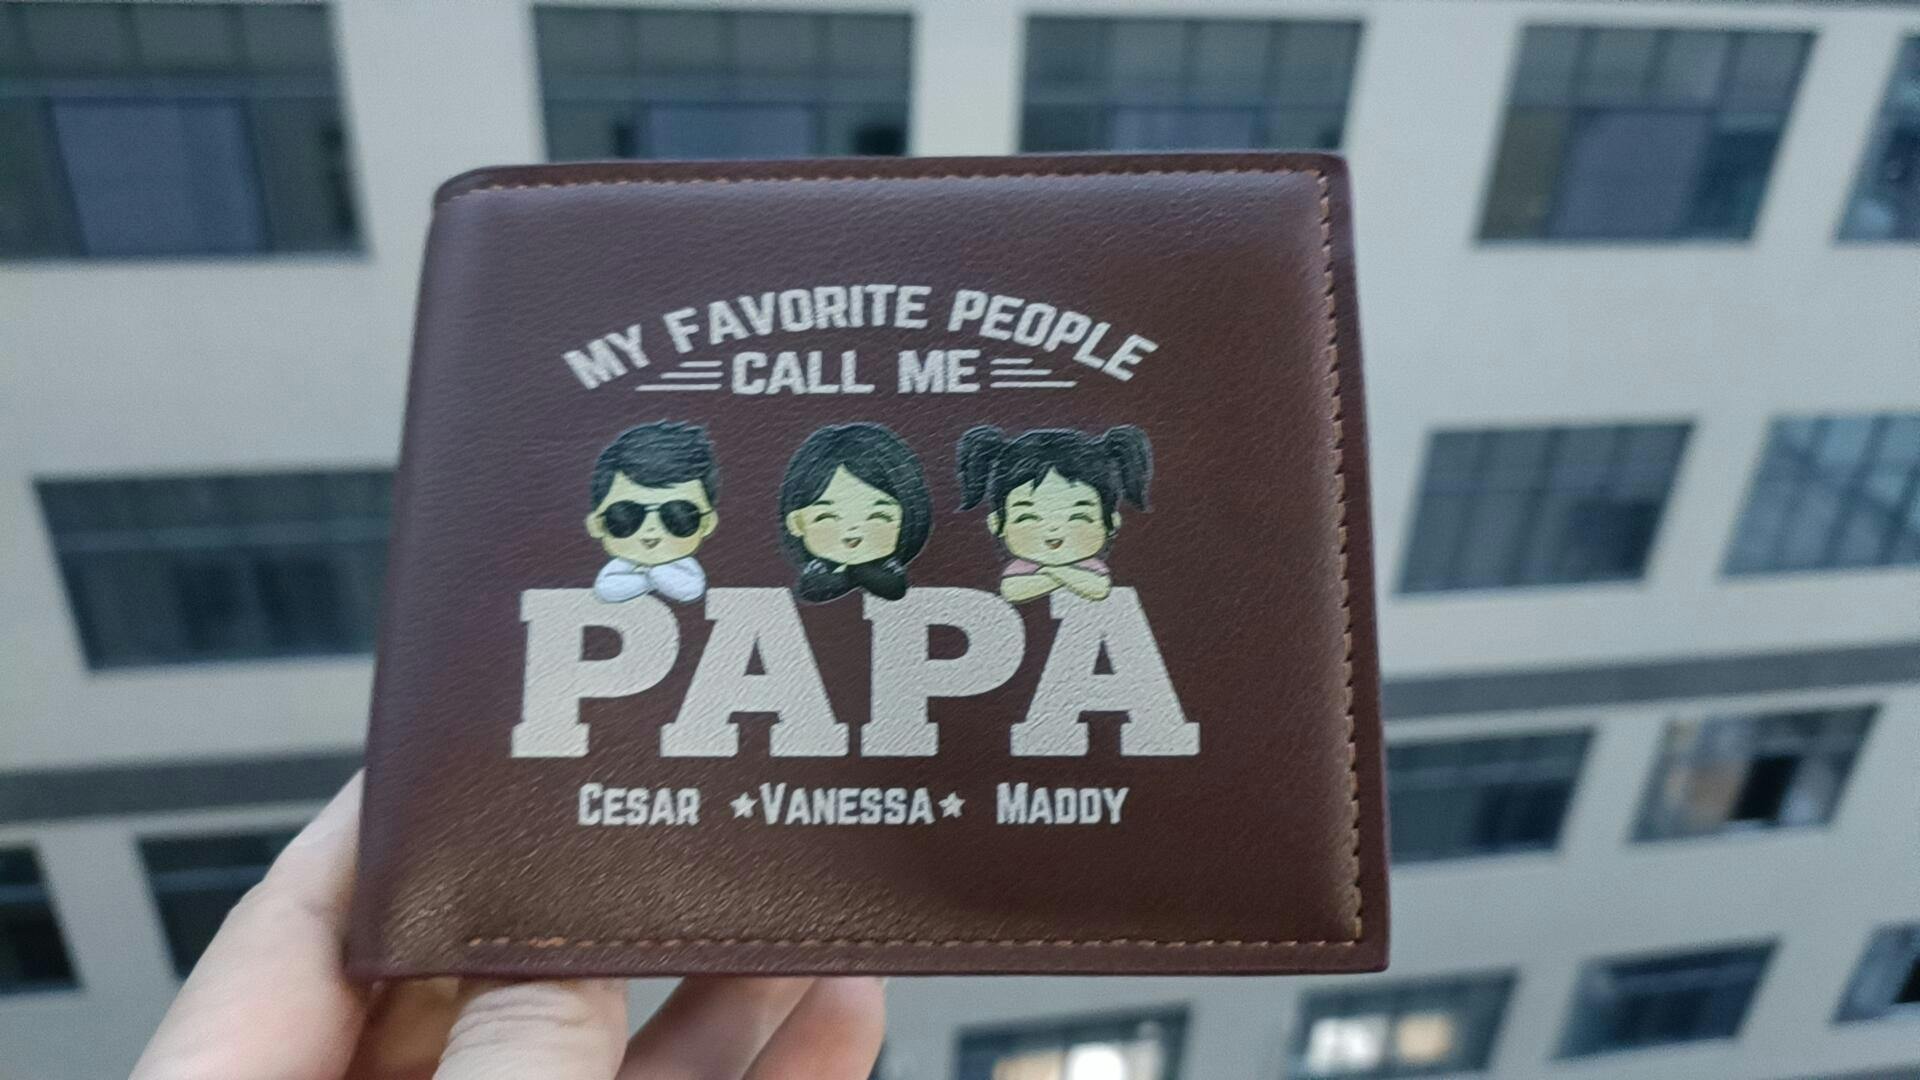 MY FAVORITE PEOPLE
CALL ME
PAPA
CESAR ★VANESSA★ MADDY